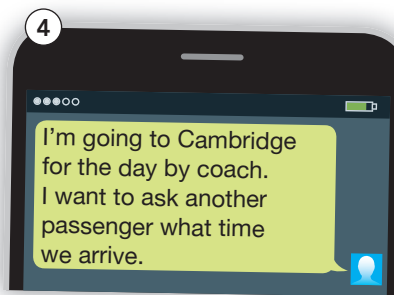 4
I'm going to Cambridge
for the day by coach.
I want to ask another
passenger what time
we arrive.